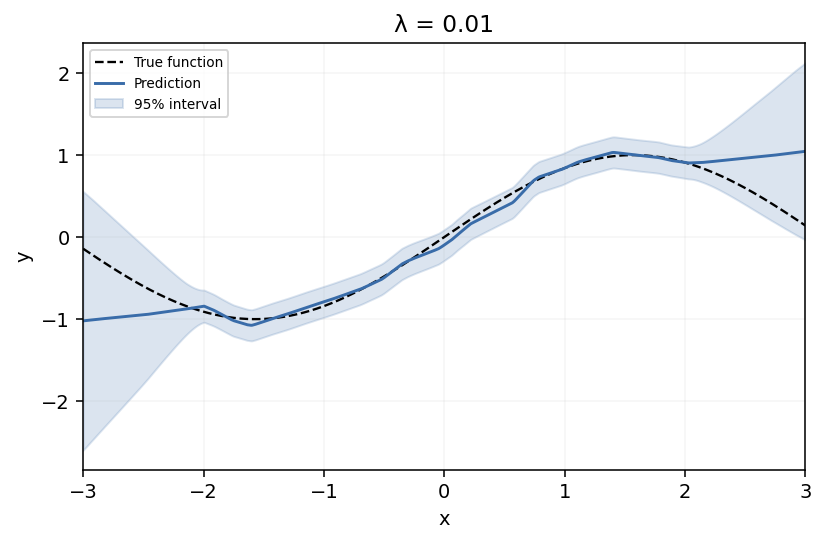 λ = 0.01
True function
Prediction
95% interval
2
1
0
−1
−2
y
−3
−2
−1
0
1
2
3
x